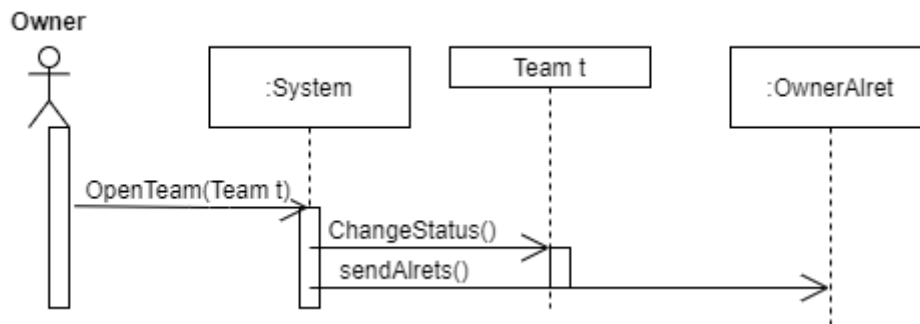 Owner
:System
Team t
:OwnerAlret
OpenTeam(Team t)
ChangeStatus()
sendAlrets()